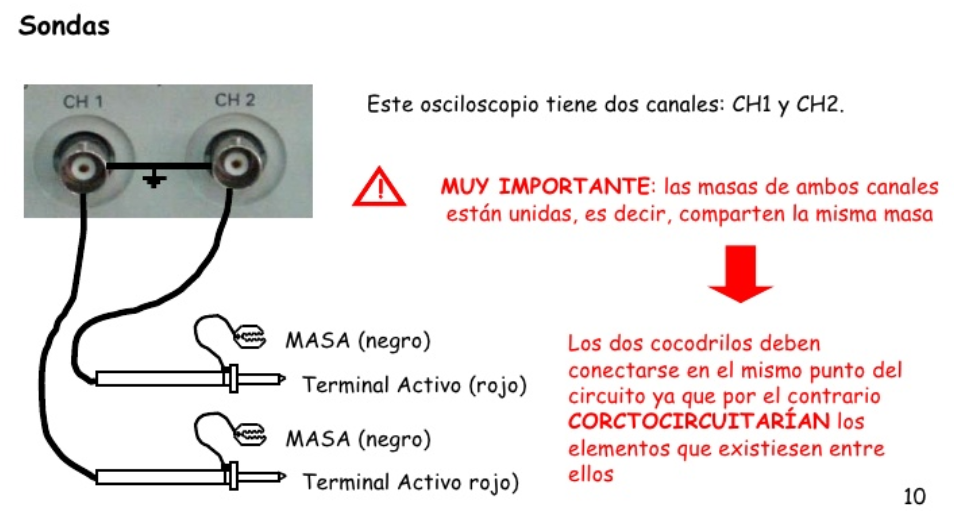 Sondas
CH 1
CH 2
Este osciloscopio tiene dos canales: CH1 y CH2.
MUY IMPORTANTE: las masas de ambos canales
están unidas, es decir, comparten la misma masa
MASA (negro)
Terminal Activo (rojo)
MASA (negro)
Terminal Activo rojo)
Los dos cocodrilos deben
conectarse en el mismo punto del
circuito ya que por el contrario
CORCTOCIRCUITARÍAN los
elementos que existiesen entre
ellos
10